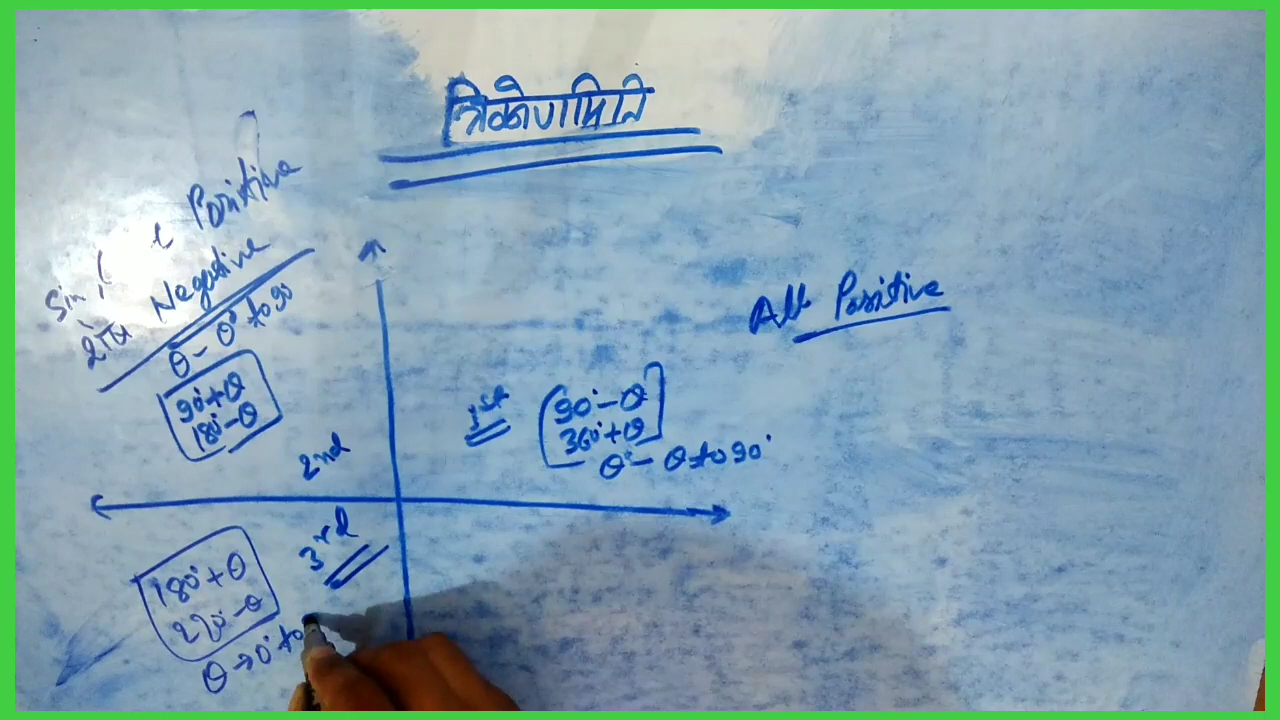 त्रिकोणमिति
Positive
Sin,
Negative
θ - 0° to 90
90°+θ
180°-θ
2nd
All Positive
1st
90°-θ
360°+θ
θ° - θ to 90°
3rd
180°+θ
270°-θ
θ → 0° to